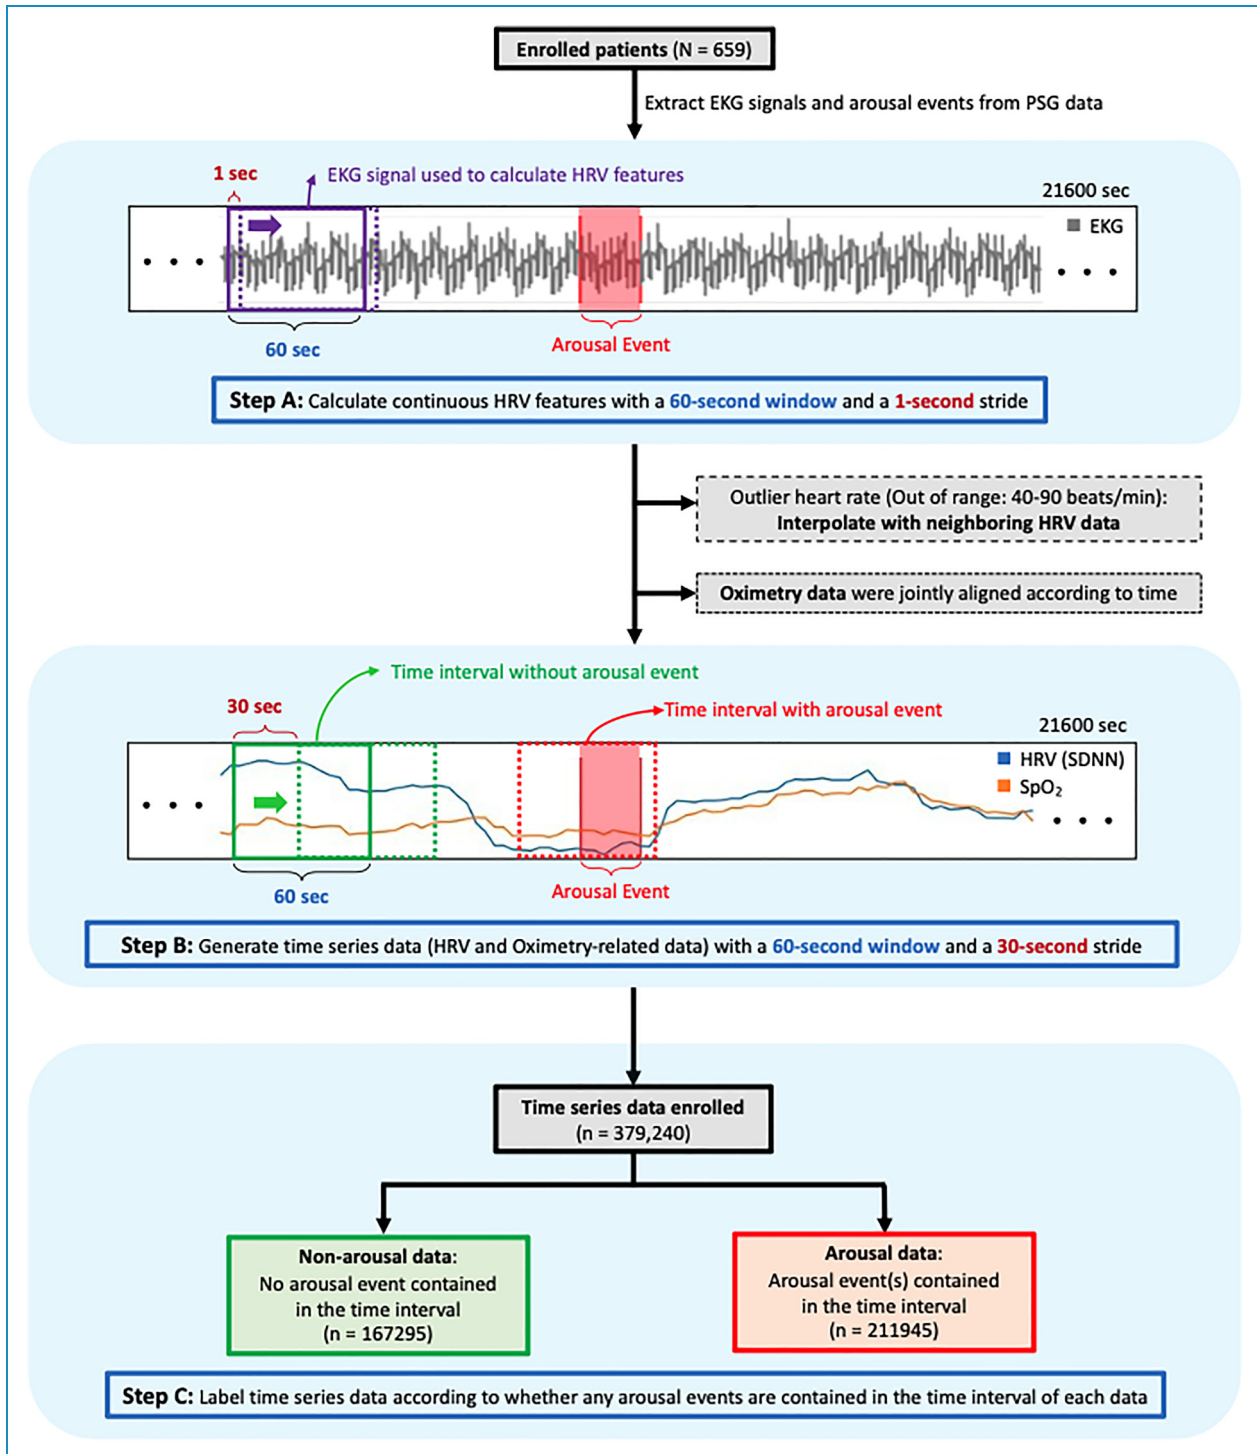 Enrolled patients (N = 659)
Extract EKG signals and arousal events from PSG data
1 sec
EKG signal used to calculate HRV features
21600 sec
EKG
• • •
• • •
60 sec
Arousal Event
Step A: Calculate continuous HRV features with a 60-second window and a 1-second stride
Outlier heart rate (Out of range: 40-90 beats/min):
Interpolate with neighboring HRV data
Oximetry data were jointly aligned according to time
Time interval without arousal event
30 sec
Time interval with arousal event
21600 sec
HRV (SDNN)
SpO₂
• • •
• • •
60 sec
Arousal Event
Step B: Generate time series data (HRV and Oximetry-related data) with a 60-second window and a 30-second stride
Time series data enrolled
(n = 379,240)
Non-arousal data:
No arousal event contained
in the time interval
(n = 167295)
Arousal data:
Arousal event(s) contained
in the time interval
(n = 211945)
Step C: Label time series data according to whether any arousal events are contained in the time interval of each data